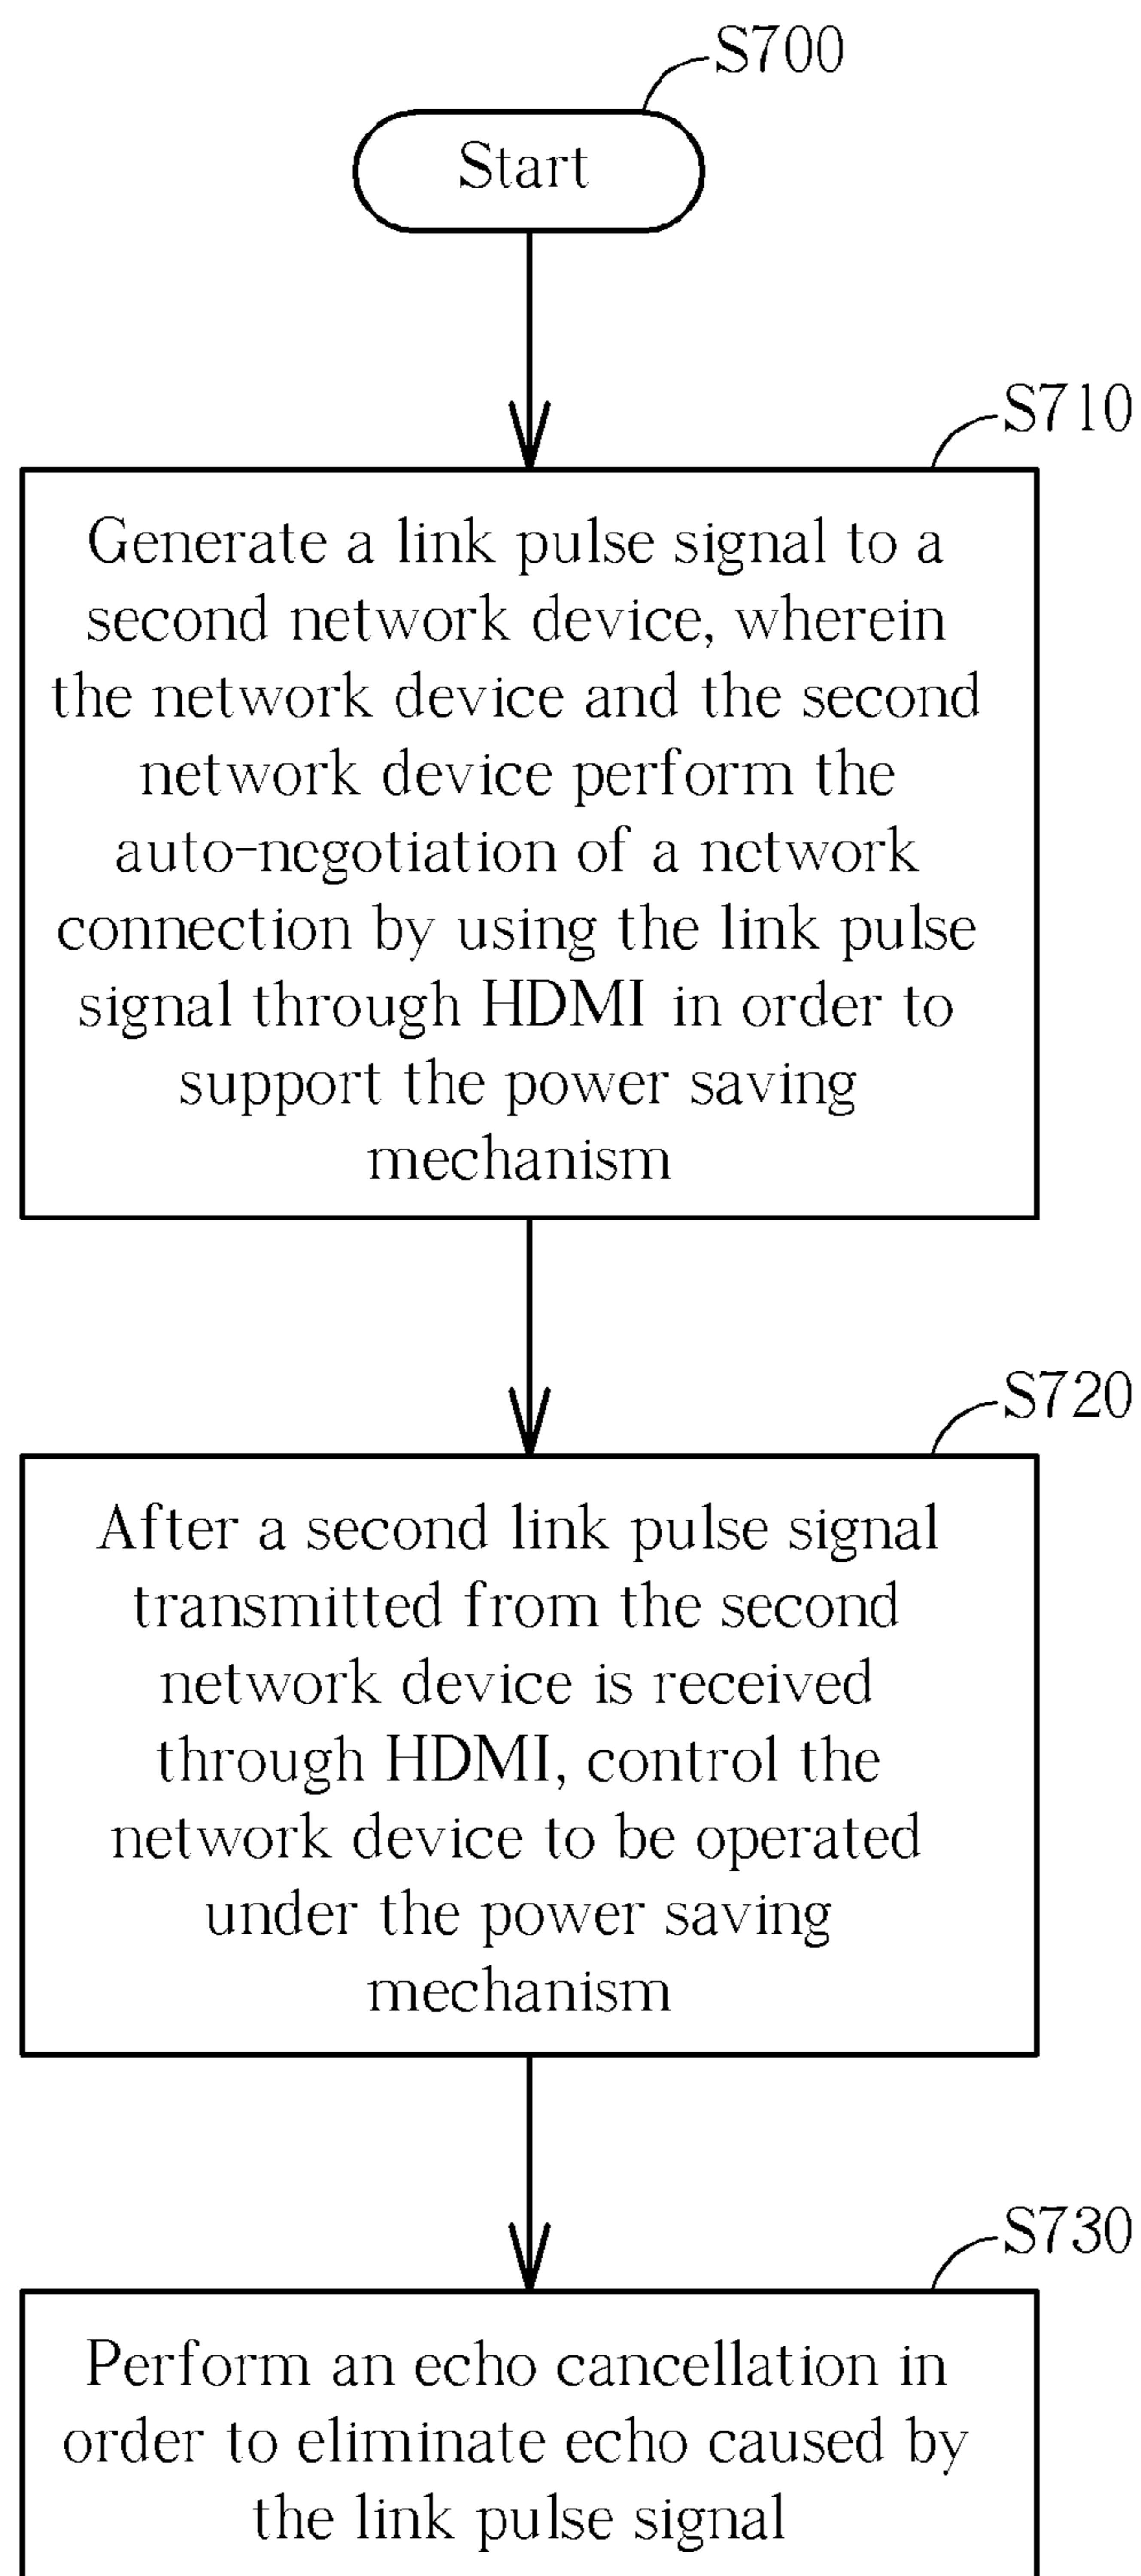 S700
Start
S710
Generate a link pulse signal to a
second network device, wherein
the network device and the second
network device perform the
auto-negotiation of a network
connection by using the link pulse
signal through HDMI in order to
support the power saving
mechanism
S720
After a second link pulse signal
transmitted from the second
network device is received
through HDMI, control the
network device to be operated
under the power saving
mechanism
S730
Perform an echo cancellation in
order to eliminate echo caused by
the link pulse signal